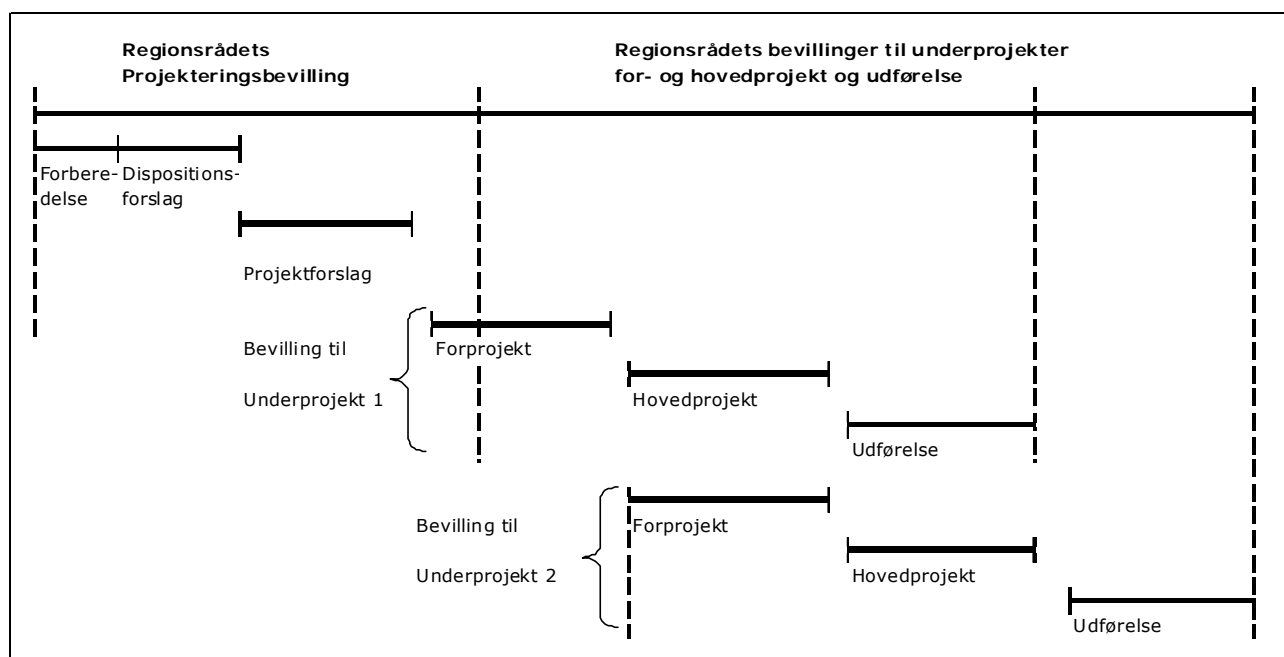 Regionsrådets
Projekteringsbevilling
Regionsrådets bevillinger til underprojekter
for- og hovedprojekt og udførelse
Forbere-
delse
Dispositions-
forslag
Projektforslag
Bevilling til
Underprojekt 1
Forprojekt
Hovedprojekt
Udførelse
Bevilling til
Underprojekt 2
Forprojekt
Hovedprojekt
Udførelse